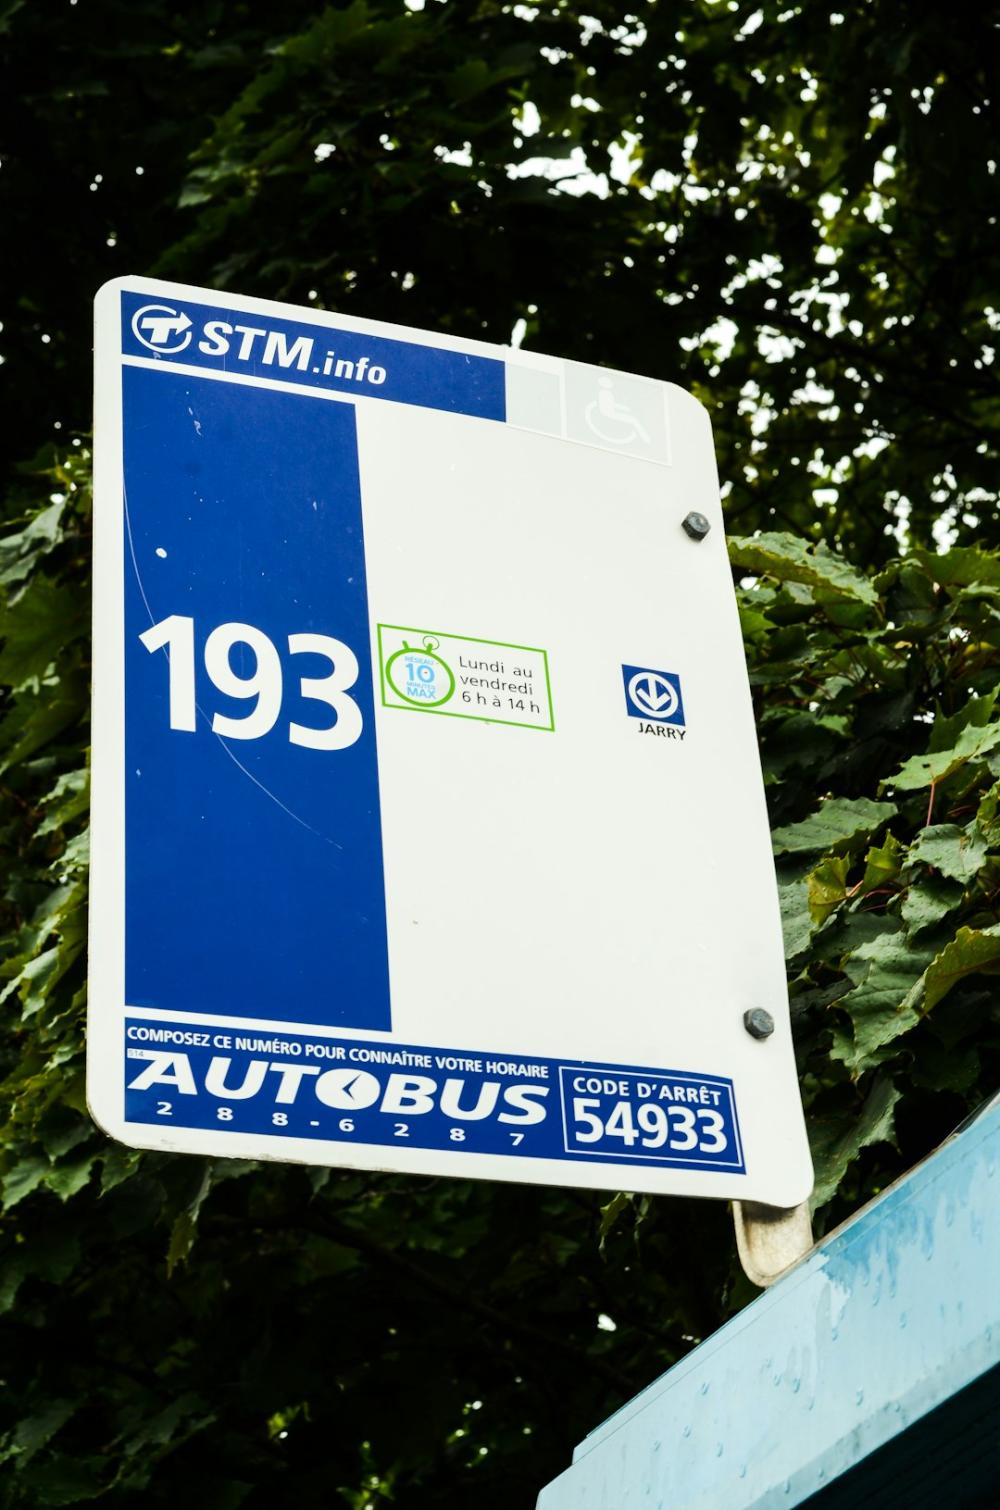 STM.info
193
RÉSEAU
10
MINUTES
MAX
Lundi au
vendredi
6 h à 14 h
JARRY
COMPOSEZ CE NUMÉRO POUR CONNAÎTRE VOTRE HORAIRE
514
AUTOBUS
288-6287
CODE D'ARRÊT
54933